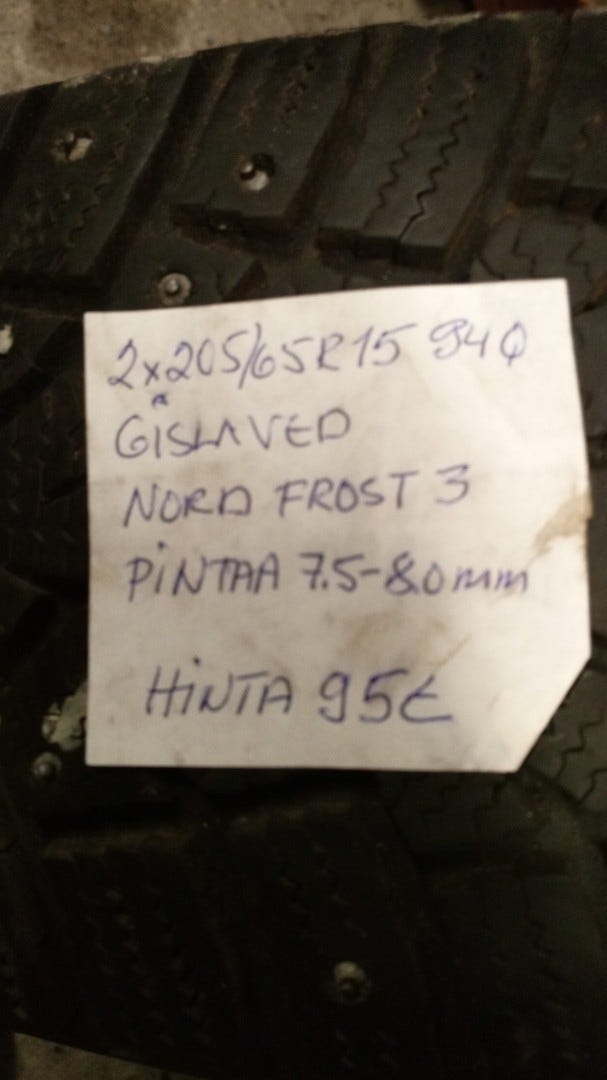 2x205/65R15 94Q
GISLAVED
NORD FROST 3
PINTAA 7.5-8.0mm
HINTA 95€